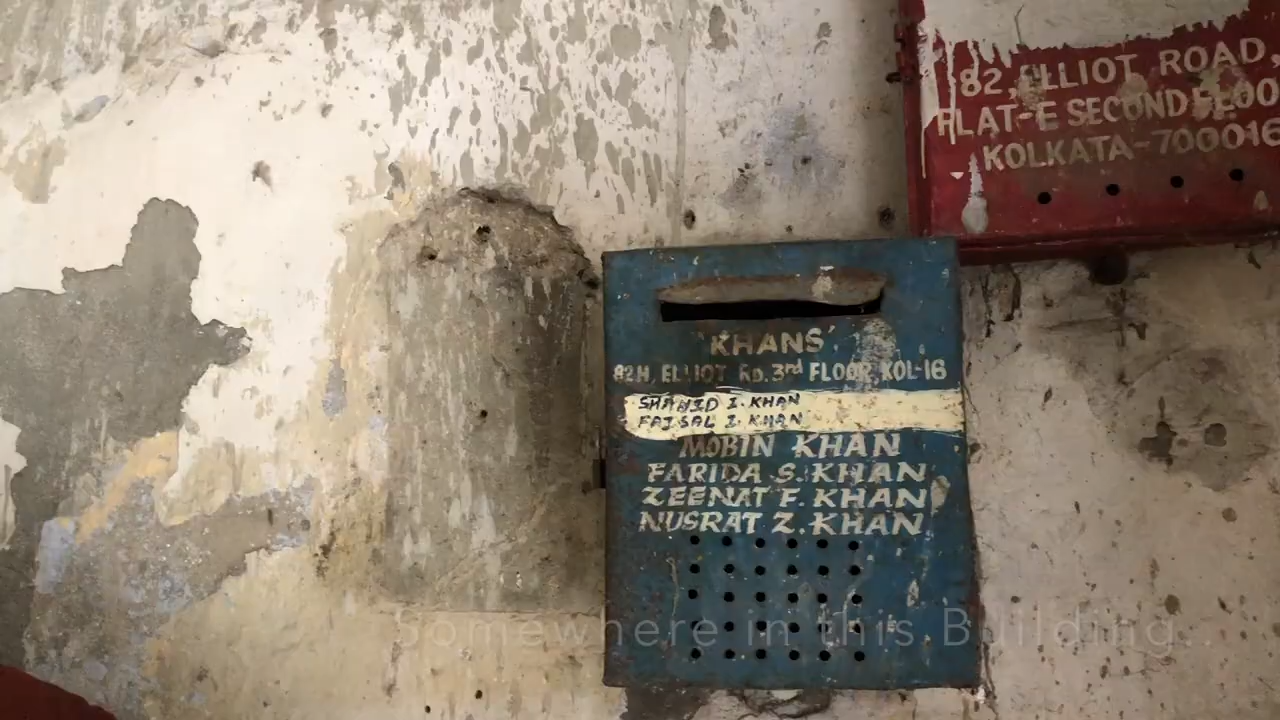 82, ELLIOT ROAD,
FLAT-E SECOND FLOO
KOLKATA-700016
'KHANS'
82H, ELLIOT RD. 3rd FLOOR, KOL-16
SHAHID I. KHAN
FAISAL I. KHAN
MOBIN KHAN
FARIDA S. KHAN
ZEENAT F. KHAN
NUSRAT Z. KHAN
Somewhere in this Building...